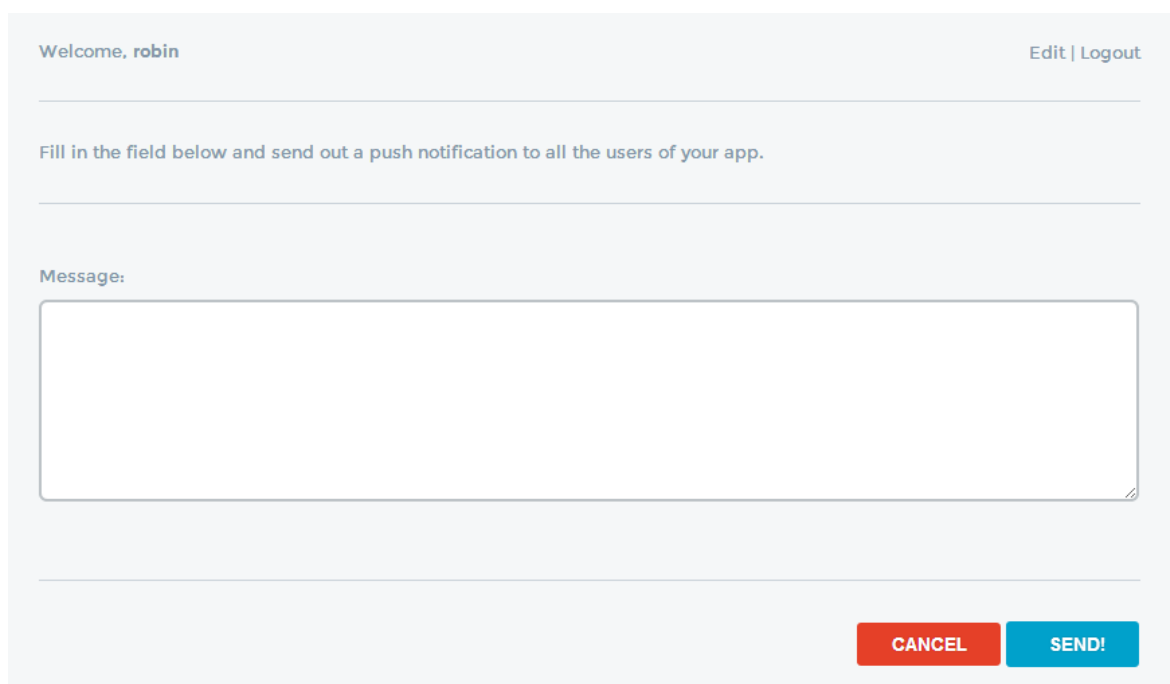 Welcome, robin
Edit | Logout
Fill in the field below and send out a push notification to all the users of your app.
Message:
CANCEL
SEND!